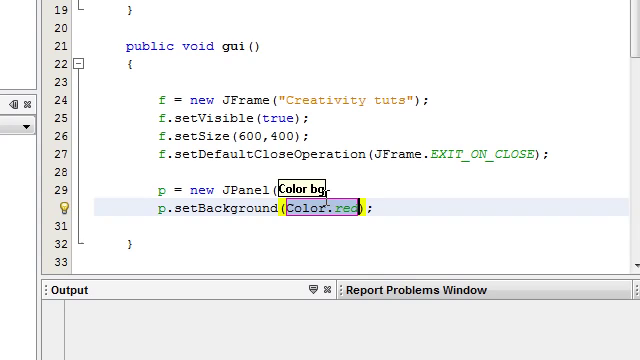 19 }
20
21 public void gui()
22 {
23
24 f = new JFrame("Creativity tuts");
25 f.setVisible(true);
26 f.setSize(600,400);
27 f.setDefaultCloseOperation(JFrame.EXIT_ON_CLOSE);
28
29 p = new JPanel(
Color bg
p.setBackground(Color.red);
31
32 }
33
Output
Report Problems Window